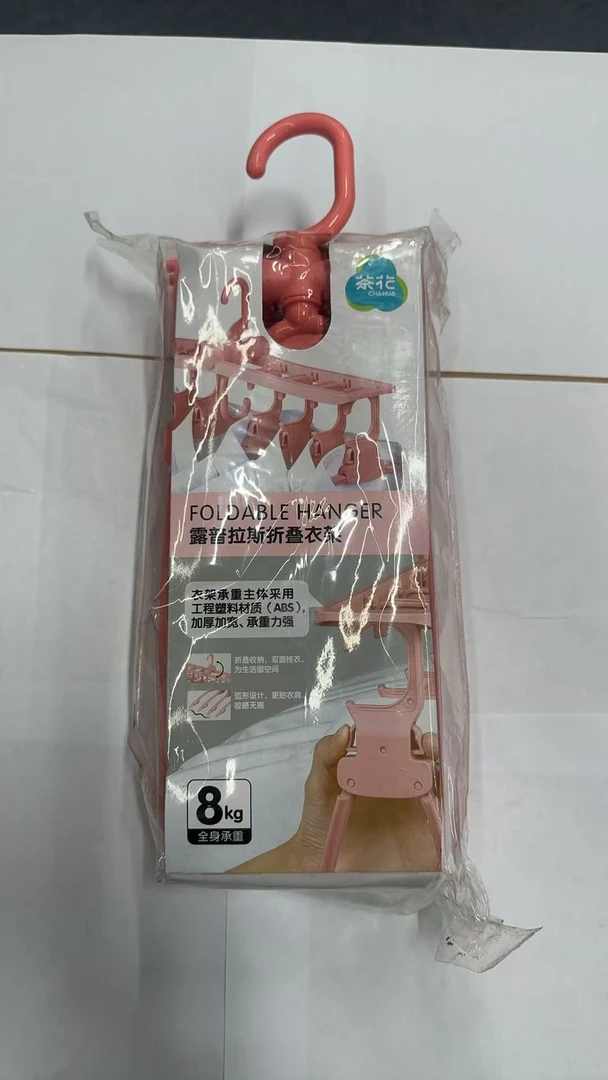 茶花
CHAHUA
FOLDABLE HANGER
露普拉斯折叠衣架
衣架承重主体采用
工程塑料材质（ABS），
加厚加宽、承重力强
折叠收纳，双面挂衣，
为生活留空间
弧形设计，更贴衣肩
晾晒无痕
8kg
全身承重